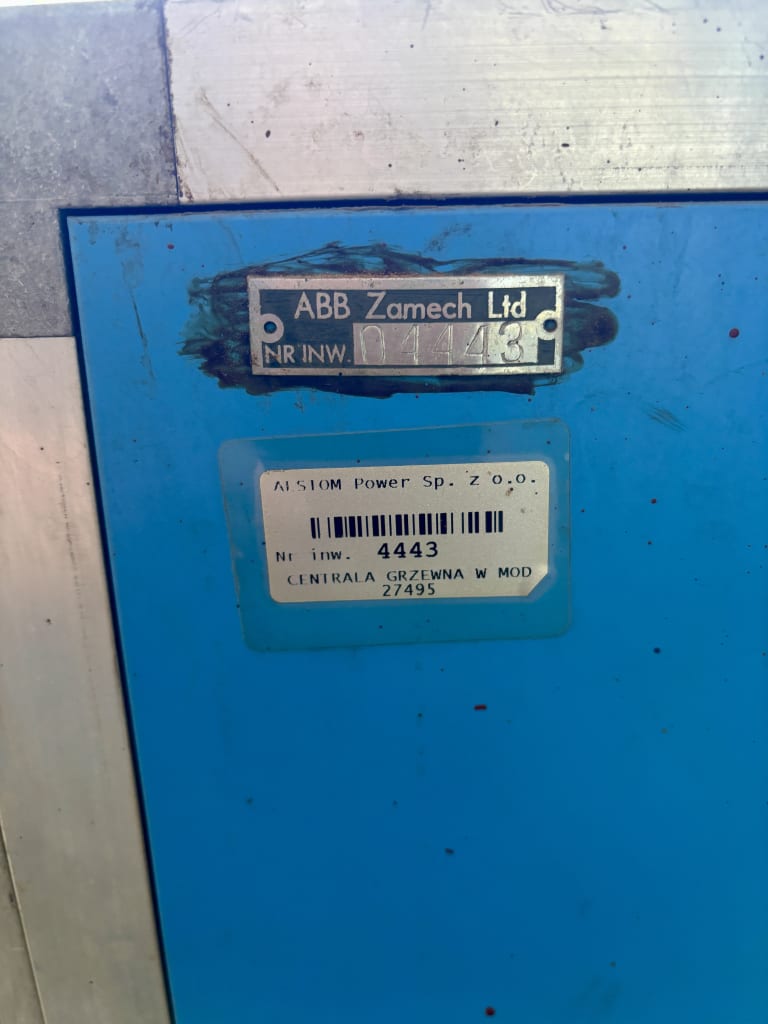 ABB Zamech Ltd
NR INW. 04443
ALSTOM Power Sp. z o.o.
Nr inw. 4443
CENTRALA GRZEWNA W MOD
27495